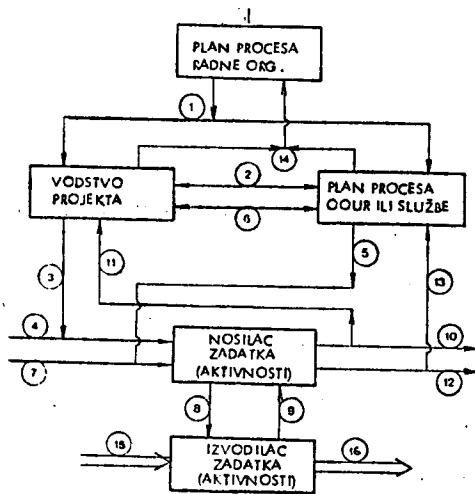 PLAN PROCESA
RADNE ORG.
1
14
VODSTVO
PROJEKTA
2
6
PLAN PROCESA
OOUR ILI SLUŽBE
3
11
5
13
4
7
NOSILAC
ZADATKA
(AKTIVNOSTI)
10
12
8
9
15
IZVODILAC
ZADATKA
(AKTIVNOSTI)
16